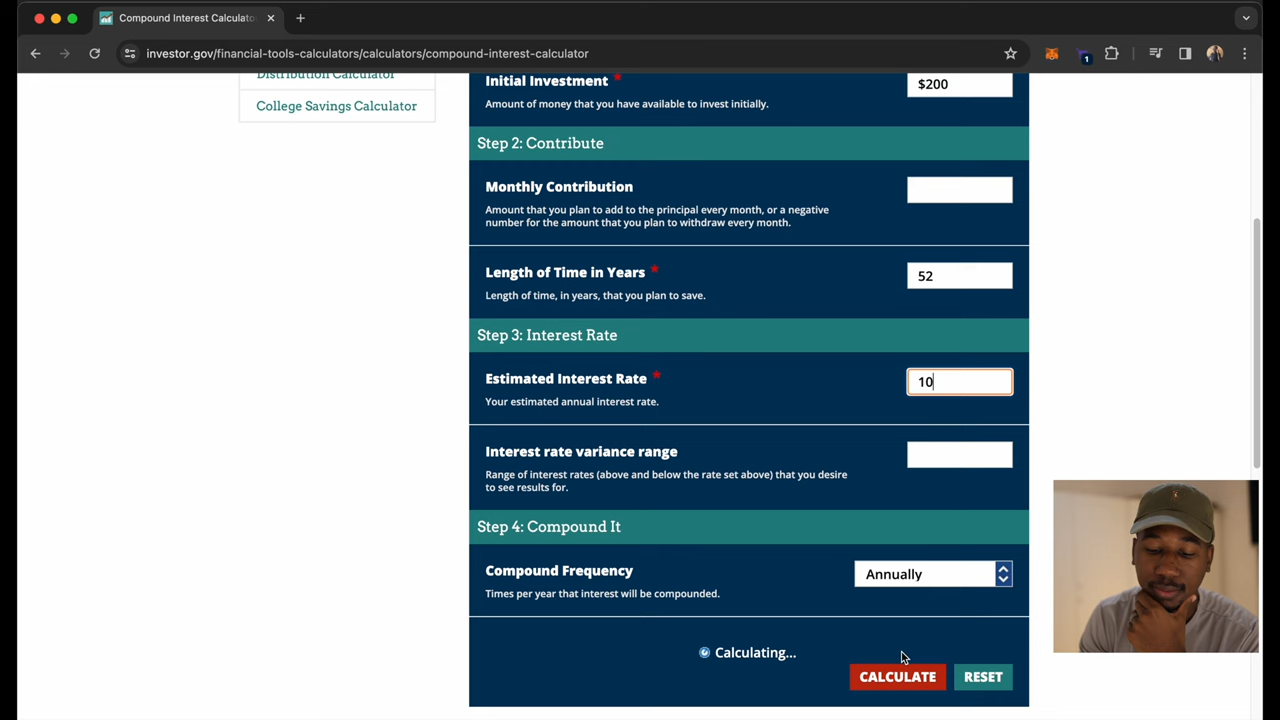 Compound Interest Calculato
investor.gov/financial-tools-calculators/calculators/compound-interest-calculator
1
Distribution Calculator
College Savings Calculator
Initial Investment *
$200
Amount of money that you have available to invest initially.
Step 2: Contribute
Monthly Contribution
Amount that you plan to add to the principal every month, or a negative
number for the amount that you plan to withdraw every month.
Length of Time in Years *
52
Length of time, in years, that you plan to save.
Step 3: Interest Rate
Estimated Interest Rate *
10
Your estimated annual interest rate.
Interest rate variance range
Range of interest rates (above and below the rate set above) that you desire
to see results for.
Step 4: Compound It
Compound Frequency
Annually
Times per year that interest will be compounded.
Calculating...
CALCULATE
RESET